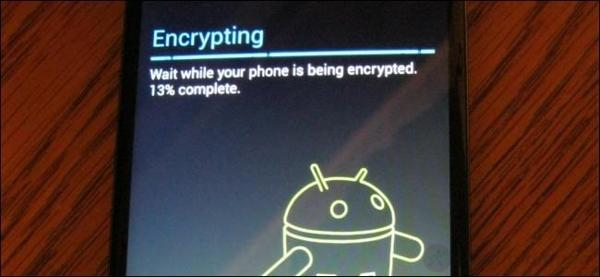 Encrypting
Wait while your phone is being encrypted.
13% complete.